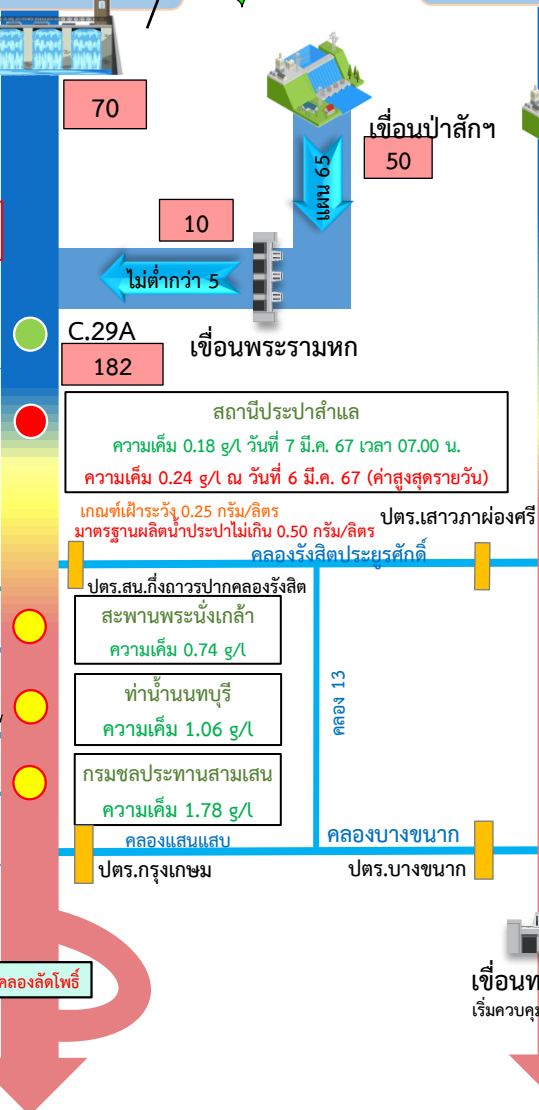 70
เขื่อนป่าสักฯ
50
แผน 65
10
ไม่ต่ำกว่า 5
C.29A
เขื่อนพระรามหก
182
สถานีประปาสำแล
ความเค็ม 0.18 g/l วันที่ 7 มี.ค. 67 เวลา 07.00 น.
ความเค็ม 0.24 g/l ณ วันที่ 6 มี.ค. 67 (ค่าสูงสุดรายวัน)
เกณฑ์เฝ้าระวัง 0.25 กรัม/ลิตร
มาตรฐานผลิตน้ำประปาไม่เกิน 0.50 กรัม/ลิตร
ปตร.เสาวภาผ่องศรี
คลองรังสิตประยูรศักดิ์
ปตร.สน.กึ่งถาวรปากคลองรังสิต
สะพานพระนั่งเกล้า
ความเค็ม 0.74 g/l
คลอง 13
ท่าน้ำนนทบุรี
ความเค็ม 1.06 g/l
กรมชลประทานสามเสน
ความเค็ม 1.78 g/l
คลองแสนแสบ
คลองบางขนาก
ปตร.กรุงเกษม
ปตร.บางขนาก
คลองลัดโพธิ์
เขื่อนท
เริ่มควบคุม